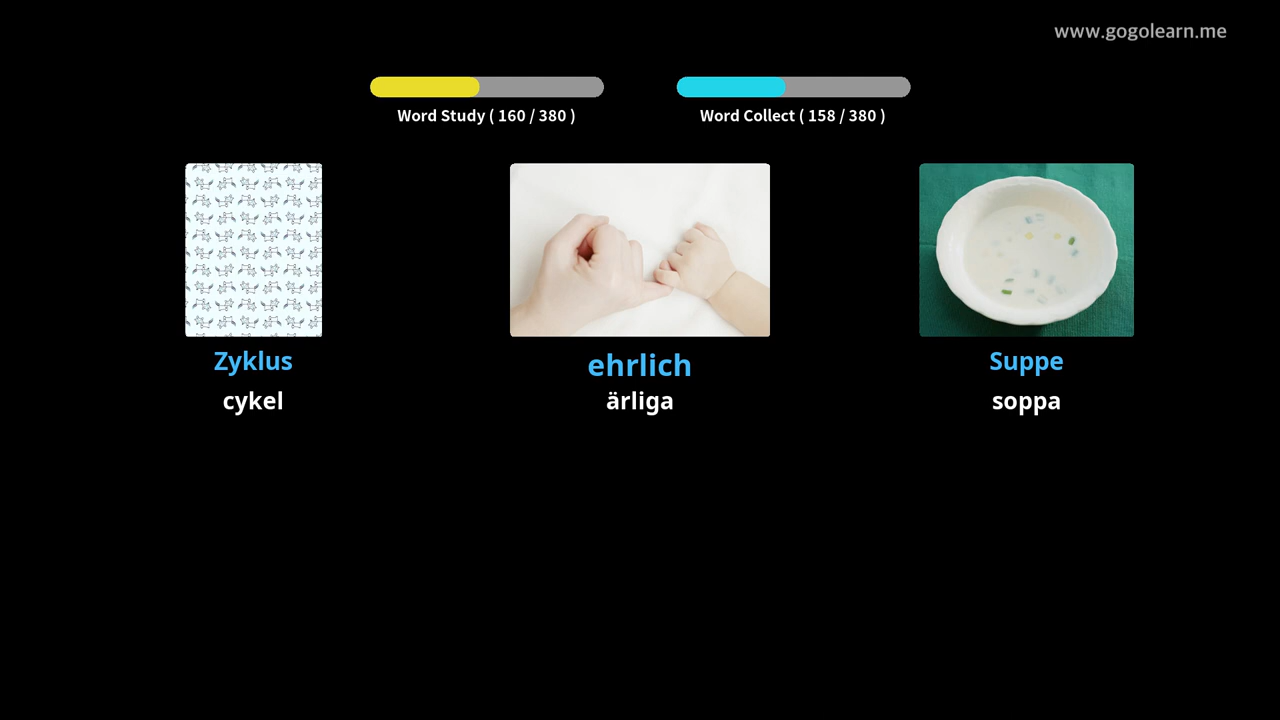 www.gogolearn.me
Word Study ( 160 / 380 )
Word Collect ( 158 / 380 )
Zyklus
cykel
ehrlich
ärliga
Suppe
soppa